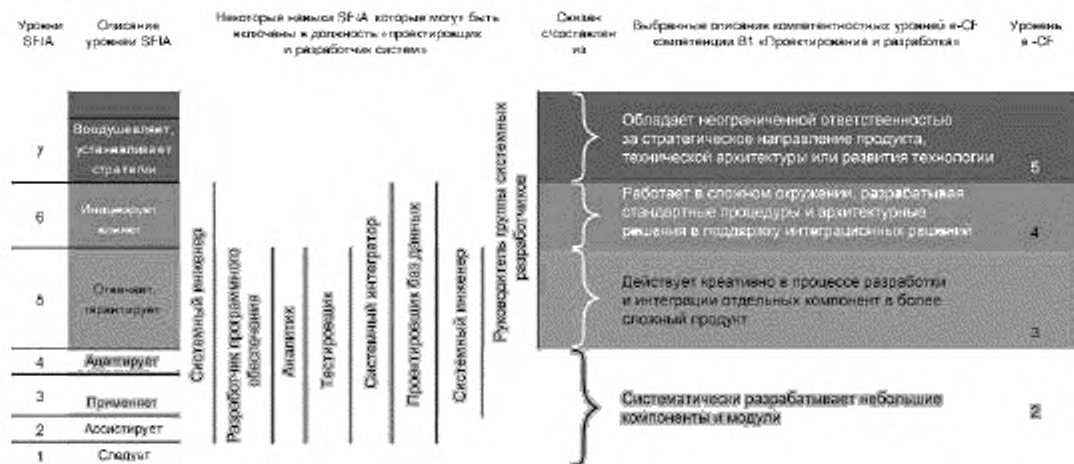 Уровни
SFIA
Описания
уровней SFIA
Некоторые навыки SFIA, которые могут быть
включены в должность «проектировщик
и разработчик систем»
Связан
с/составлен
из
Выбранные описания компетентностных уровней e-CF
компетенции B1 «Проектирование и разработка»
Уровень
e-CF
7
Воодушевляет,
устанавливает
стратегии
6
Инициирует,
влияет
5
Отвечает,
гарантирует
4
Адаптирует
3
Применяет
2
Ассистирует
1
Следует
Системный инженер
Разработчик программного
обеспечения
Аналитик
Тестировщик
Системный интегратор
Проектировщик баз данных
Системный инженер
Руководитель группы системных
разработчиков
Обладает неограниченной ответственностью
за стратегическое направление продукта,
технической архитектуры или развития технологии
5
Работает в сложном окружении, разрабатывая
стандартные процедуры и архитектурные
решения в поддержку интеграционных решений
4
Действует креативно в процессе разработки
и интеграции отдельных компонент в более
сложный продукт
3
Систематически разрабатывает небольшие
компоненты и модули
2